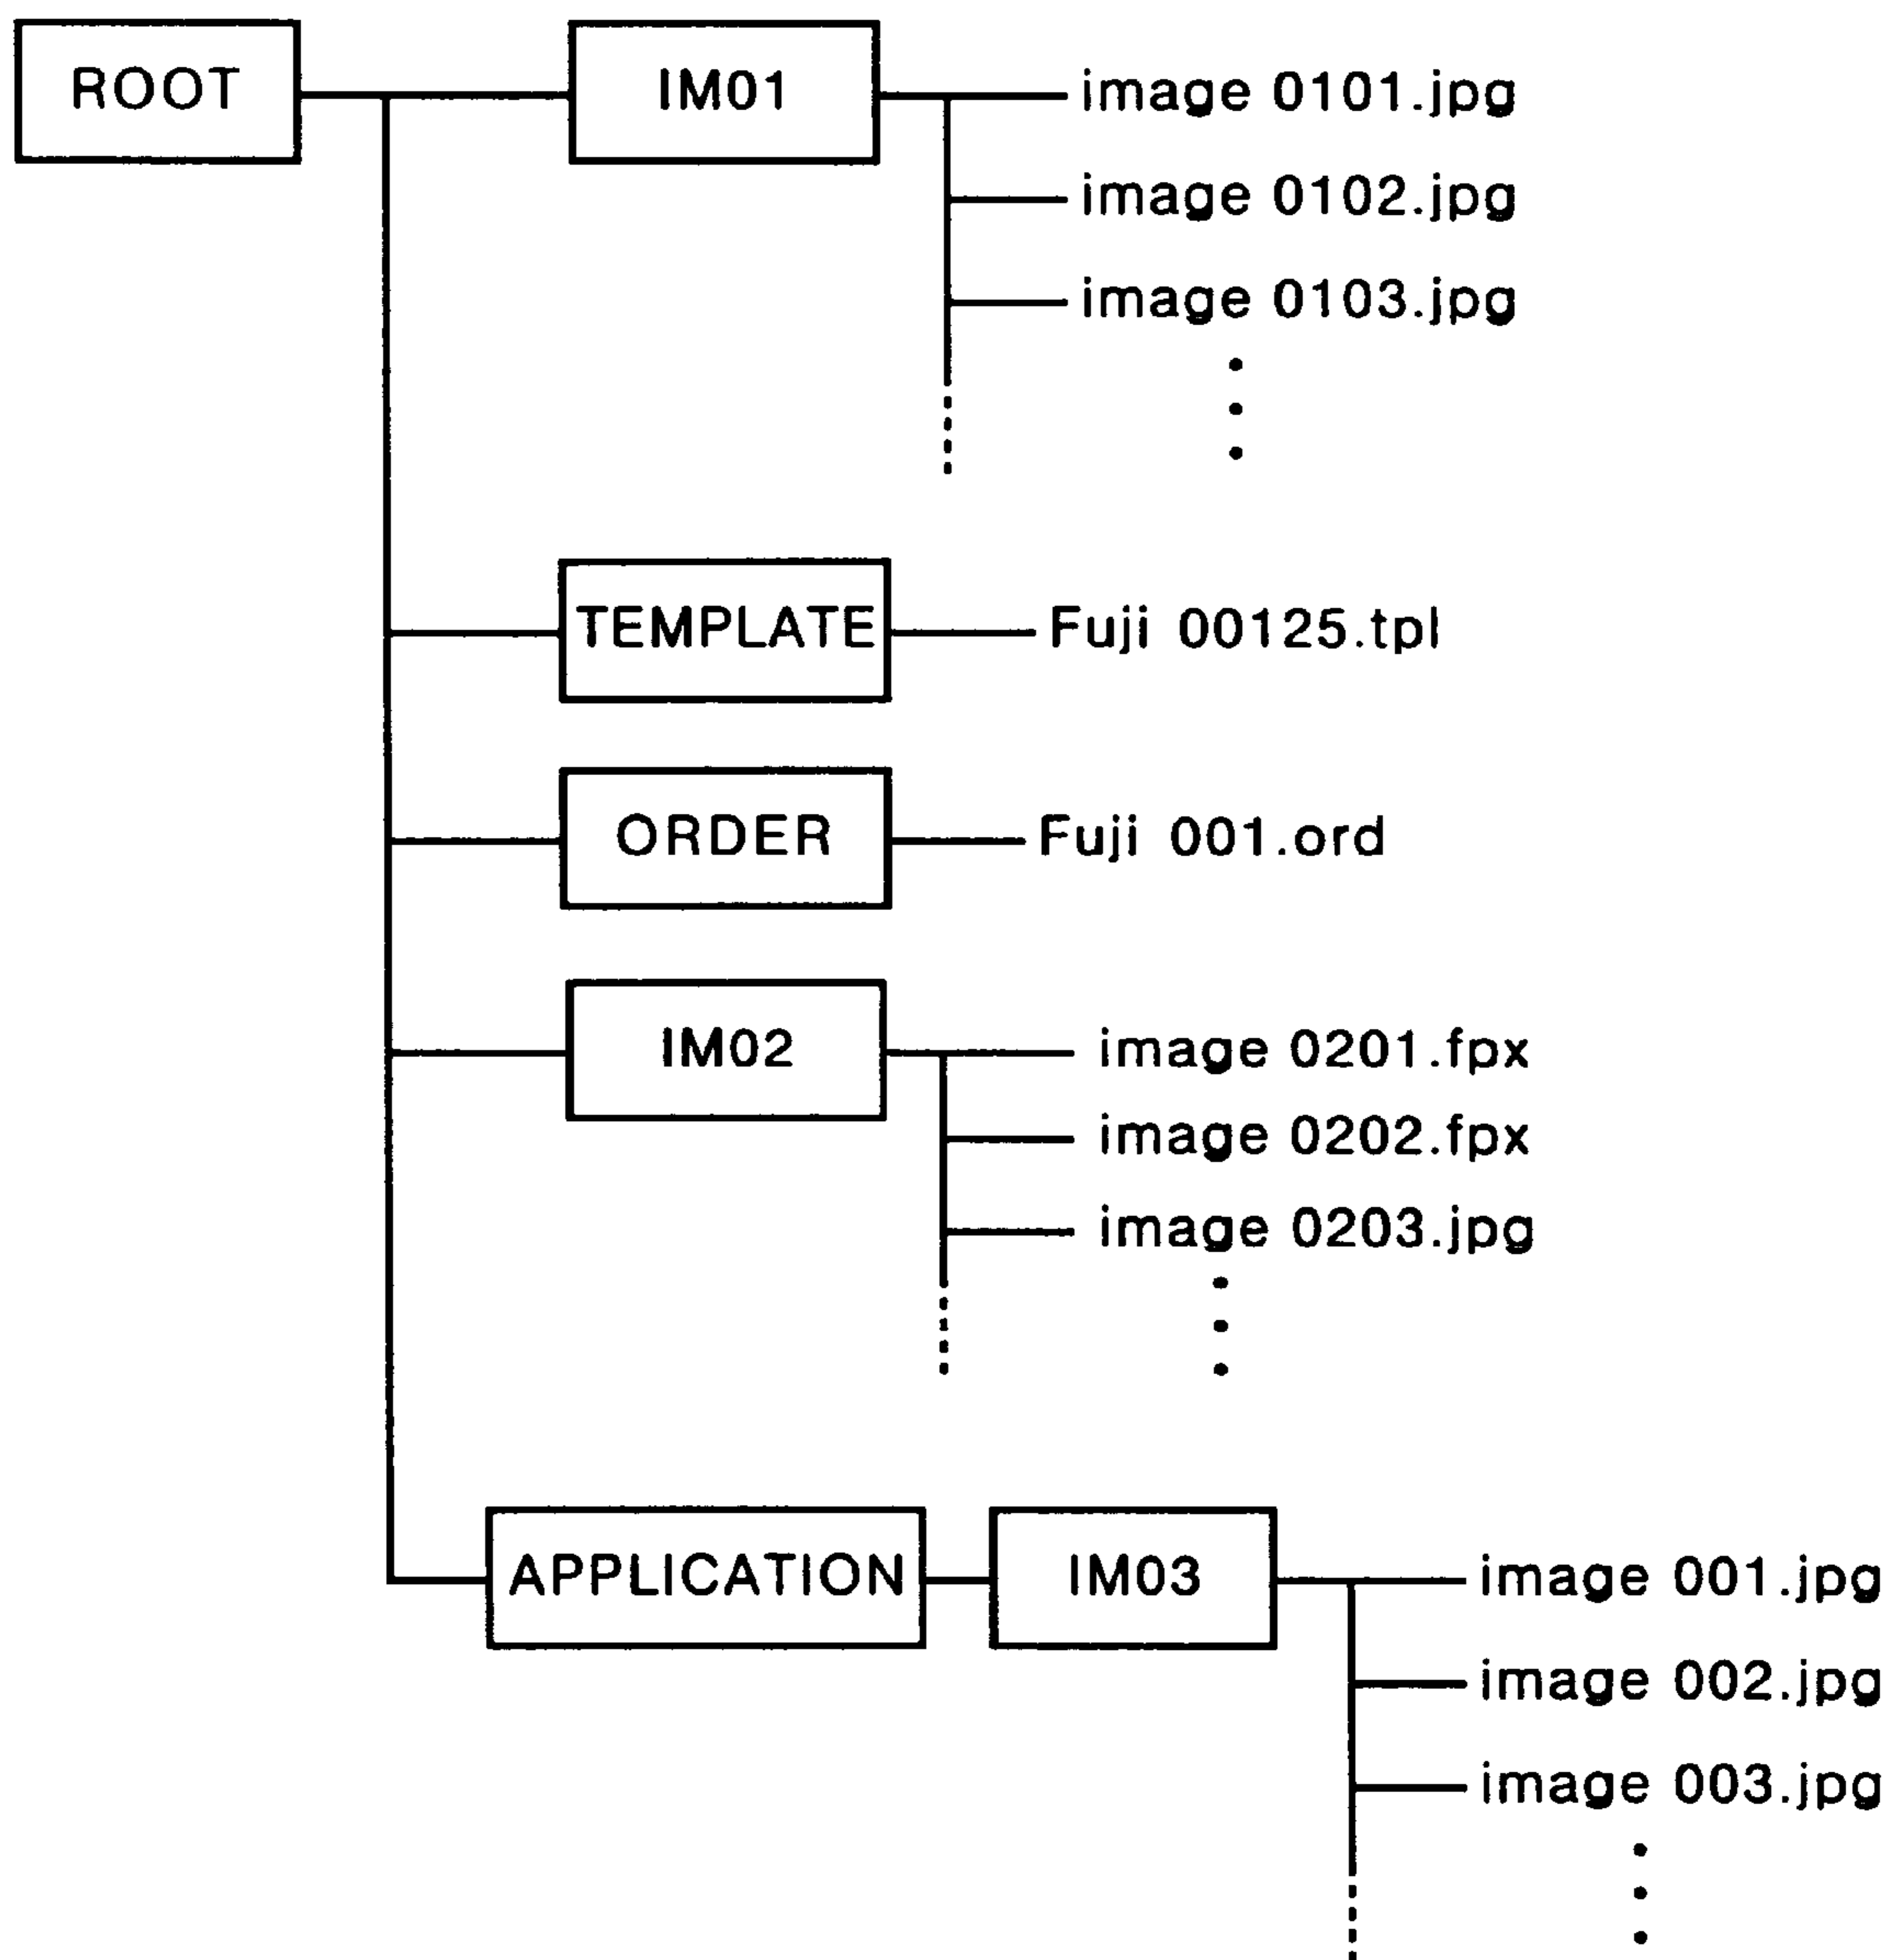 ROOT
IM01
image 0101.jpg
image 0102.jpg
image 0103.jpg
TEMPLATE
Fuji 00125.tpl
ORDER
Fuji 001.ord
IM02
image 0201.fpx
image 0202.fpx
image 0203.jpg
APPLICATION
IM03
image 001.jpg
image 002.jpg
image 003.jpg